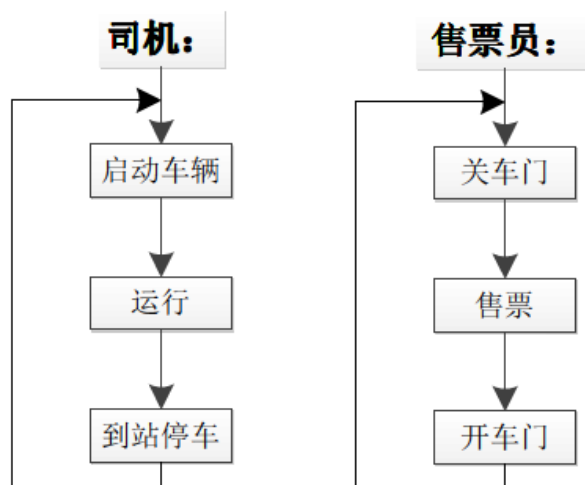 司机：
启动车辆
运行
到站停车
售票员：
关车门
售票
开车门